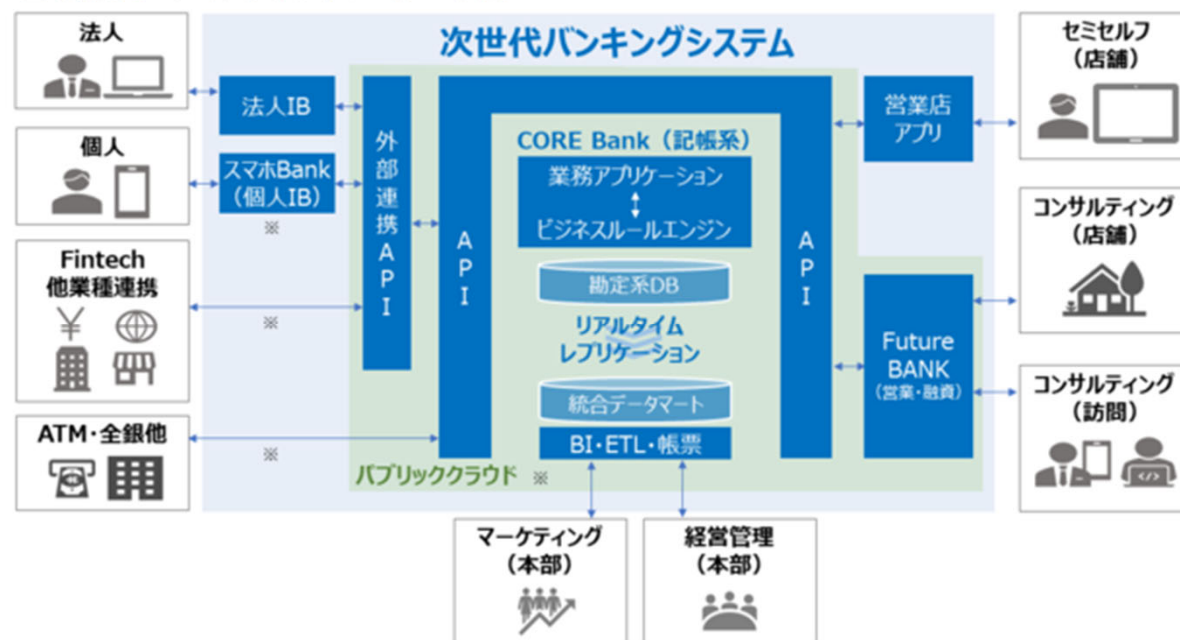 次世代バンキングシステム
法人
個人
Fintech
他業種連携
ATM・全銀他
法人IB
スマホBank
（個人IB）
※
※
※
外部連携API
API
CORE Bank（記帳系）
業務アプリケーション
ビジネスルールエンジン
勘定系DB
リアルタイム
レプリケーション
統合データマート
BI・ETL・帳票
パブリッククラウド ※
API
営業店
アプリ
Future
BANK
（営業・融資）
セミセルフ
（店舗）
コンサルティング
（店舗）
コンサルティング
（訪問）
マーケティング
（本部）
経営管理
（本部）